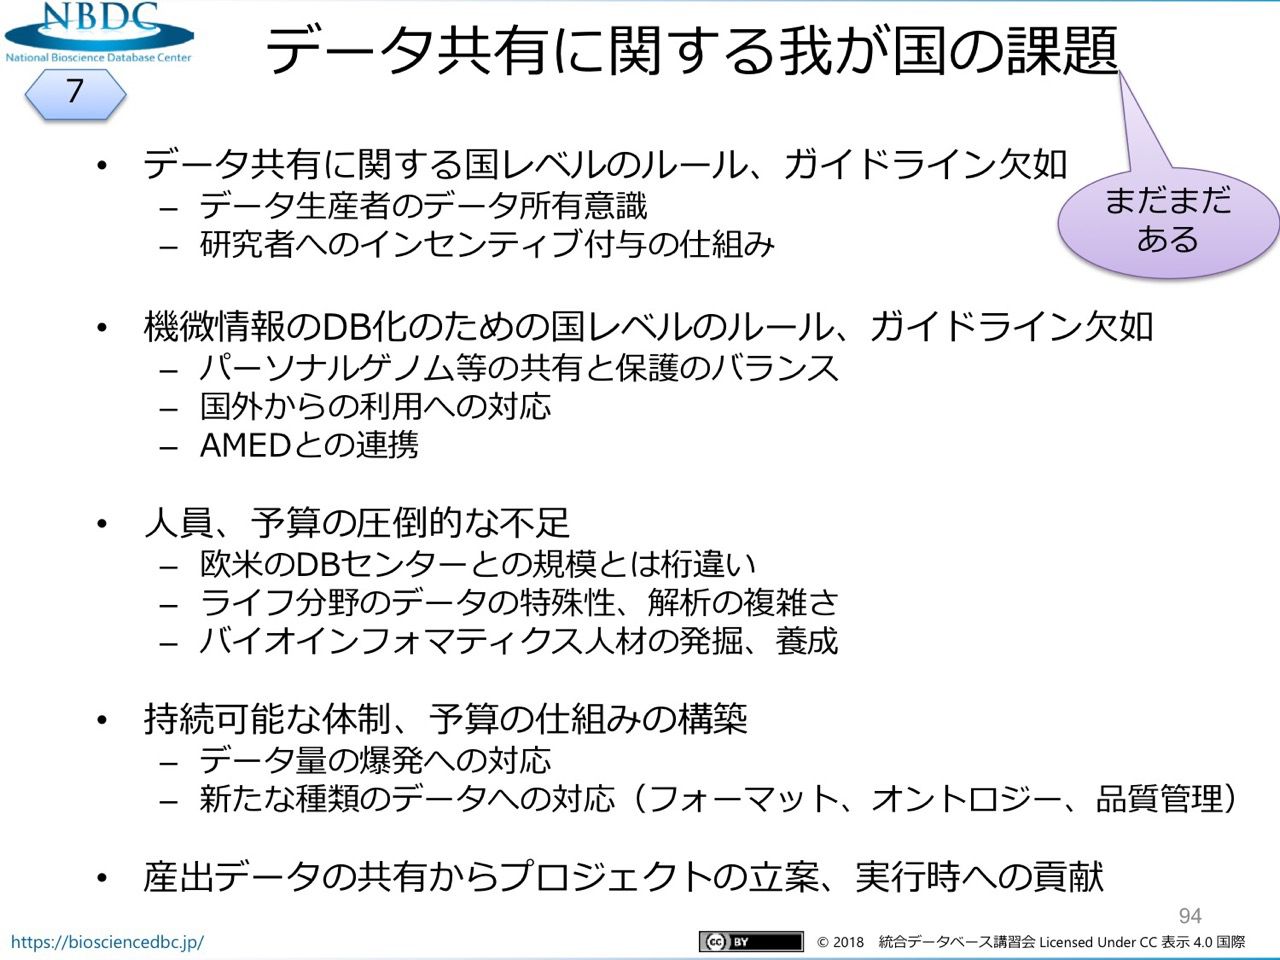 NBDC
National Bioscience Database Center
データ共有に関する我が国の課題
7
まだまだ
ある
• データ共有に関する国レベルのルール、ガイドライン欠如
– データ生産者のデータ所有意識
– 研究者へのインセンティブ付与の仕組み
• 機微情報のDB化のための国レベルのルール、ガイドライン欠如
– パーソナルゲノム等の共有と保護のバランス
– 国外からの利用への対応
– AMEDとの連携
• 人員、予算の圧倒的な不足
– 欧米のDBセンターとの規模とは桁違い
– ライフ分野のデータの特殊性、解析の複雑さ
– バイオインフォマティクス人材の発掘、養成
• 持続可能な体制、予算の仕組みの構築
– データ量の爆発への対応
– 新たな種類のデータへの対応（フォーマット、オントロジー、品質管理）
• 産出データの共有からプロジェクトの立案、実行時への貢献
94
https://biosciencedbc.jp/
cc BY
© 2018 統合データベース講習会 Licensed Under CC 表示 4.0 国際